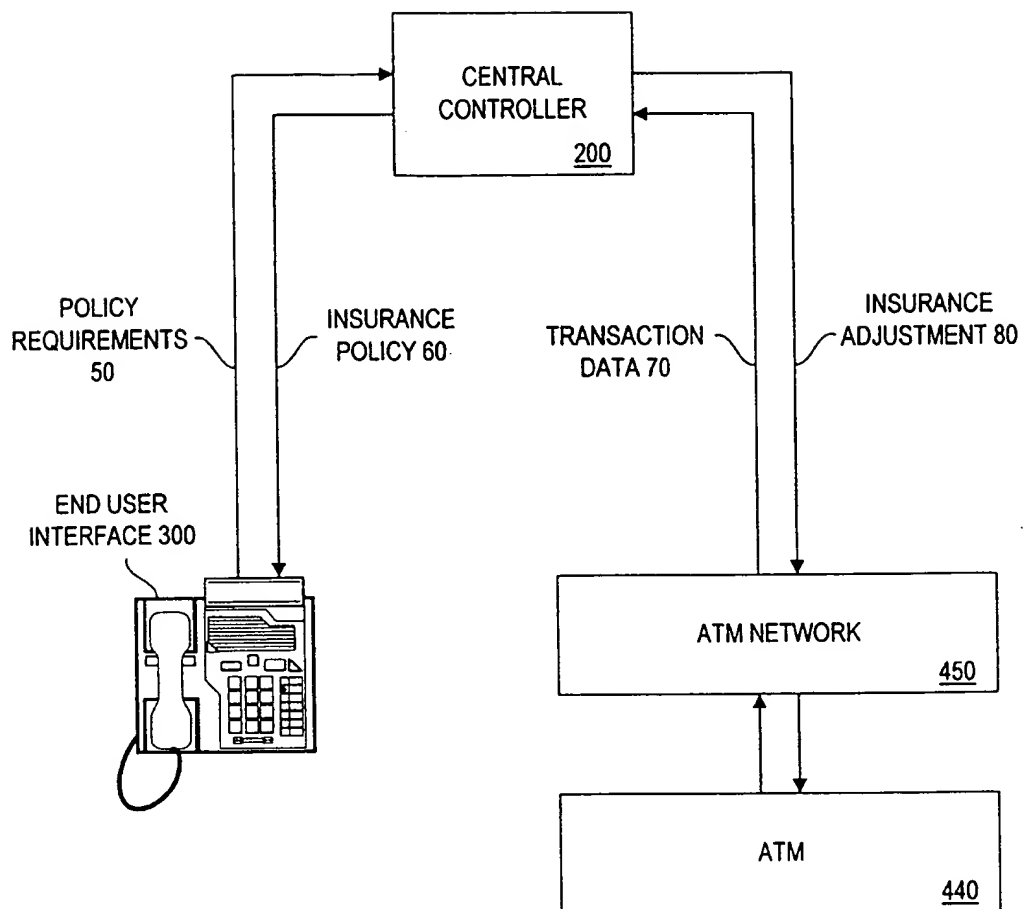 CENTRAL
CONTROLLER
200
POLICY
REQUIREMENTS
50
INSURANCE
POLICY 60
TRANSACTION
DATA 70
INSURANCE
ADJUSTMENT 80
END USER
INTERFACE 300
ATM NETWORK
450
ATM
440